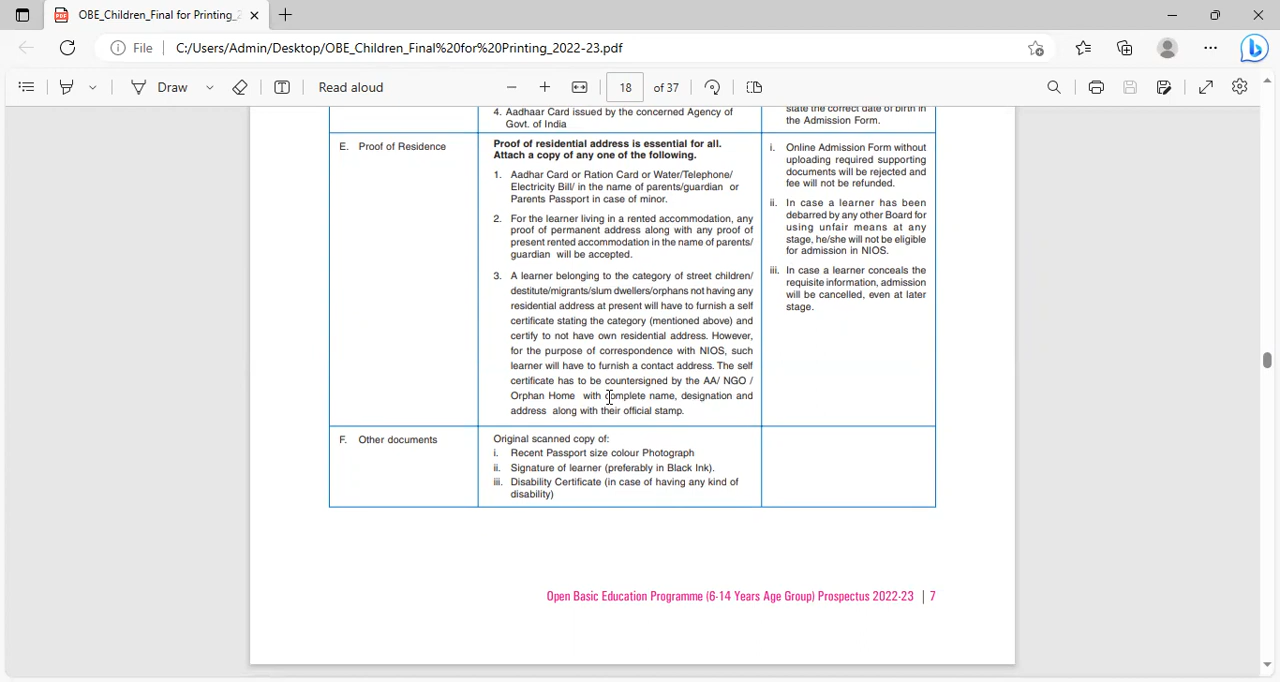 OBE_Children_Final for Printing_2
File
C:/Users/Admin/Desktop/OBE_Children_Final%20for%20Printing_2022-23.pdf
Draw
Read aloud
18
of 37
4. Aadhaar Card issued by the concerned Agency of
Govt. of India
state the correct date of birth in
the Admission Form.
E. Proof of Residence
Proof of residential address is essential for all.
Attach a copy of any one of the following.
1. Aadhar Card or Ration Card or Water/Telephone/
Electricity Bill/ in the name of parents/guardian or
Parents Passport in case of minor.
2. For the learner living in a rented accommodation, any
proof of permanent address along with any proof of
present rented accommodation in the name of parents/
guardian will be accepted.
3. A learner belonging to the category of street children/
destitute/migrants/slum dwellers/orphans not having any
residential address at present will have to furnish a self
certificate stating the category (mentioned above) and
certify to not have own residential address. However,
for the purpose of correspondence with NIOS, such
learner will have to furnish a contact address. The self
certificate has to be countersigned by the AA/ NGO /
Orphan Home with complete name, designation and
address along with their official stamp.
i. Online Admission Form without
uploading required supporting
documents will be rejected and
fee will not be refunded.
ii. In case a learner has been
debarred by any other Board for
using unfair means at any
stage, he/she will not be eligible
for admission in NIOS.
iii. In case a learner conceals the
requisite information, admission
will be cancelled, even at later
stage.
F. Other documents
Original scanned copy of:
i. Recent Passport size colour Photograph
ii. Signature of learner (preferably in Black Ink).
iii. Disability Certificate (in case of having any kind of
disability)
Open Basic Education Programme (6-14 Years Age Group) Prospectus 2022-23 | 7